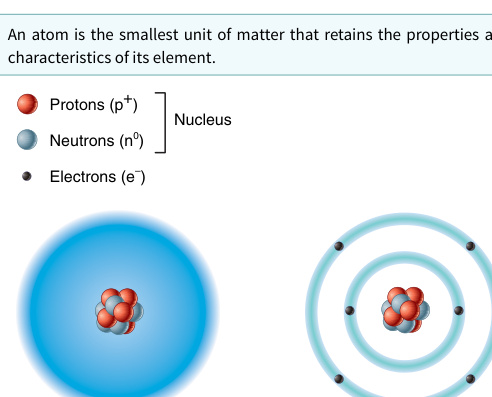 An atom is the smallest unit of matter that retains the properties a
characteristics of its element.
Protons (p⁺)
Nucleus
Neutrons (n⁰)
Electrons (e⁻)